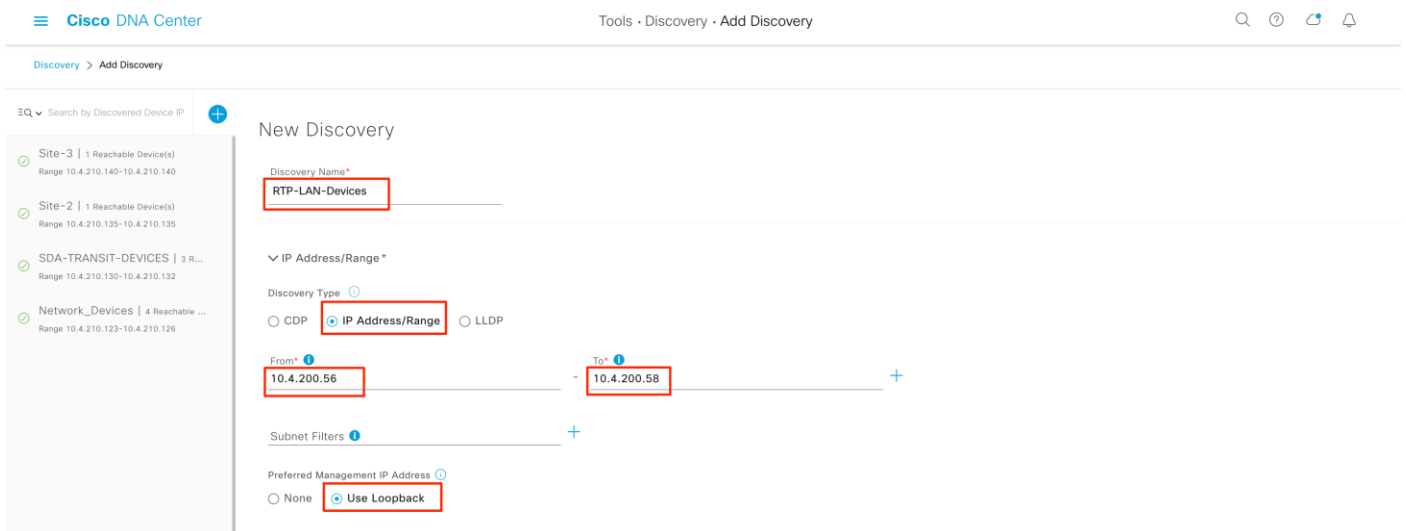 Cisco DNA Center
Tools · Discovery · Add Discovery
Discovery > Add Discovery
Search by Discovered Device IP
Site-3 | 1 Reachable Device(s)
Range 10.4.210.140-10.4.210.140
Site-2 | 1 Reachable Device(s)
Range 10.4.210.135-10.4.210.135
SDA-TRANSIT-DEVICES | 3 R...
Range 10.4.210.130-10.4.210.132
Network_Devices | 4 Reachable ...
Range 10.4.210.123-10.4.210.126
New Discovery
Discovery Name*
RTP-LAN-Devices
IP Address/Range*
Discovery Type
CDP IP Address/Range LLDP
From* To*
10.4.200.56 - 10.4.200.58
Subnet Filters
Preferred Management IP Address
None Use Loopback